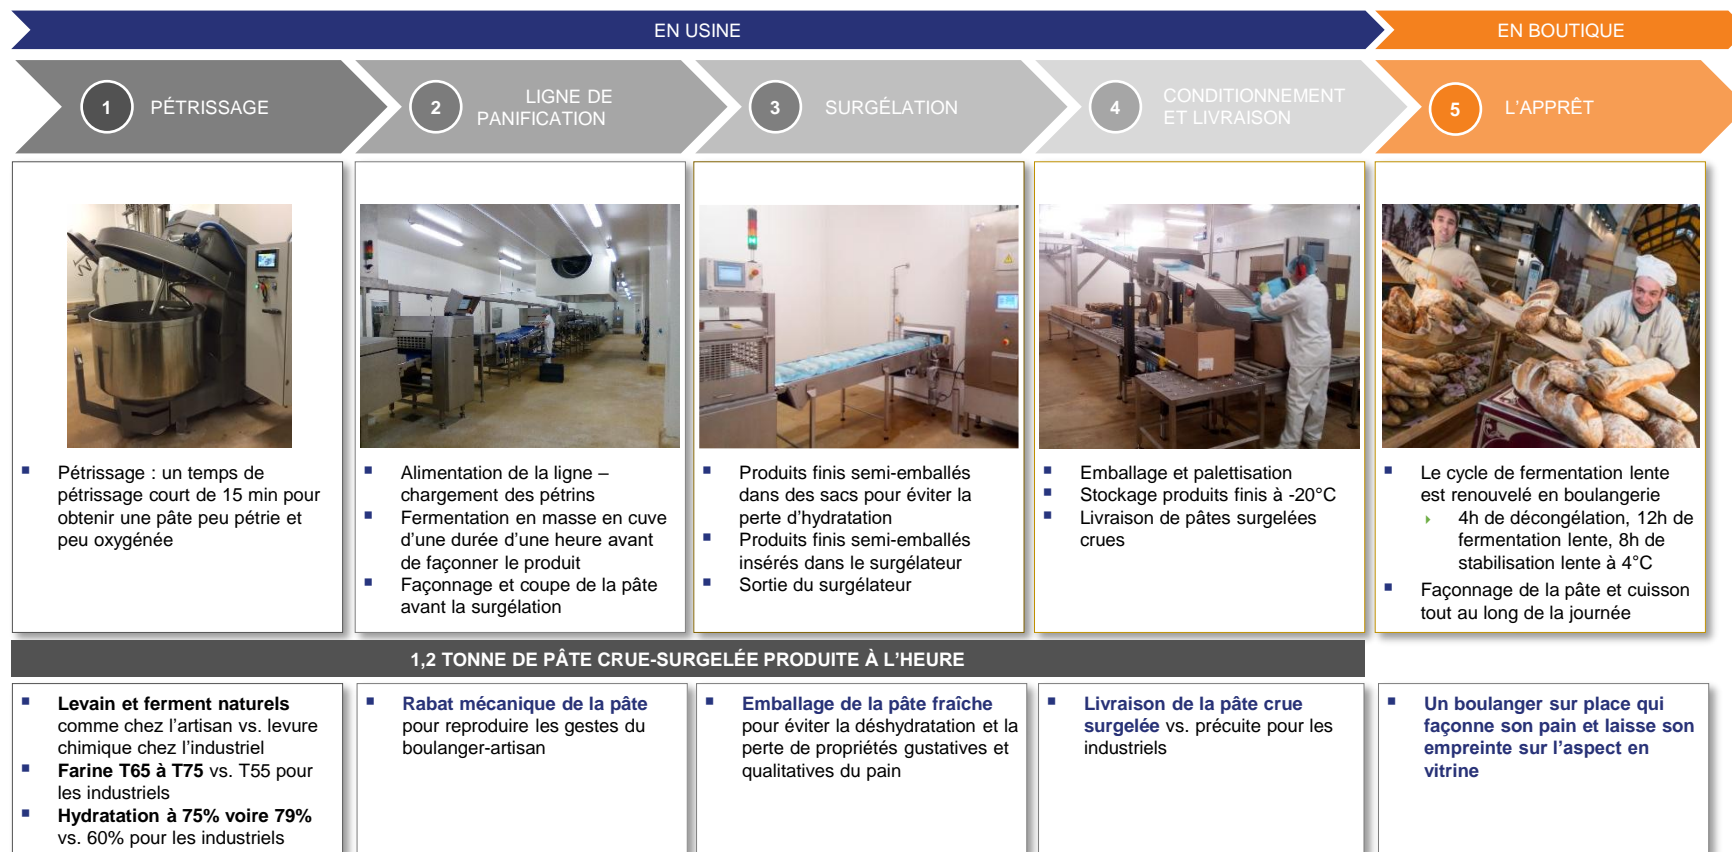 EN USINE
EN BOUTIQUE
1
PÉTRISSAGE
2
LIGNE DE
PANIFICATION
3
SURGÉLATION
4
CONDITIONNEMENT
ET LIVRAISON
5
L'APPRÊT
Pétrissage : un temps de
pétrissage court de 15 min pour
obtenir une pâte peu pétrie et
peu oxygénée
Alimentation de la ligne –
chargement des pétrins
Fermentation en masse en cuve
d'une durée d'une heure avant
de façonner le produit
Façonnage et coupe de la pâte
avant la surgélation
Produits finis semi-emballés
dans des sacs pour éviter la
perte d'hydratation
Produits finis semi-emballés
insérés dans le surgélateur
Sortie du surgélateur
Emballage et palettisation
Stockage produits finis à -20°C
Livraison de pâtes surgelées
crues
Le cycle de fermentation lente
est renouvelé en boulangerie
4h de décongélation, 12h de
fermentation lente, 8h de
stabilisation lente à 4°C
Façonnage de la pâte et cuisson
tout au long de la journée
1,2 TONNE DE PÂTE CRUE-SURGELÉE PRODUITE À L'HEURE
Levain et ferment naturels
comme chez l'artisan vs. levure
chimique chez l'industriel
Farine T65 à T75 vs. T55 pour
les industriels
Hydratation à 75% voire 79%
vs. 60% pour les industriels
Rabat mécanique de la pâte
pour reproduire les gestes du
boulanger-artisan
Emballage de la pâte fraîche
pour éviter la déshydratation et la
perte de propriétés gustatives et
qualitatives du pain
Livraison de la pâte crue
surgelée vs. précuite pour les
industriels
Un boulanger sur place qui
façonne son pain et laisse son
empreinte sur l'aspect en
vitrine